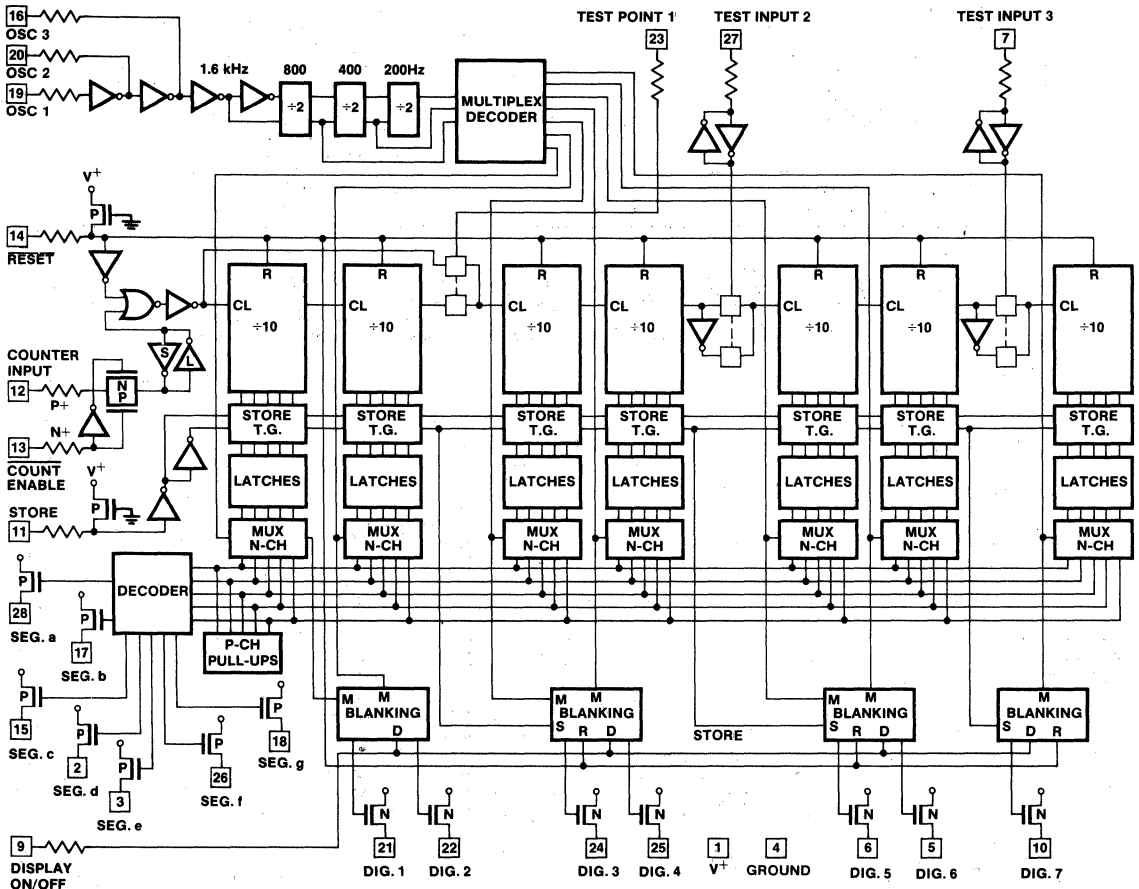 16
OSC 3
20
OSC 2
19
OSC 1
1.6 kHz
800
400
200Hz
÷2
÷2
÷2
MULTIPLEX
DECODER
TEST POINT 1
23
TEST INPUT 2
27
TEST INPUT 3
7
V+
P
14
RESET
R
R
R
R
R
R
R
CL
÷10
÷10
CL
÷10
÷10
CL
÷10
÷10
CL
÷10
S
L
COUNTER
INPUT
12
P+
N
P
N+
13
COUNT
ENABLE
V+
P
STORE
11
STORE
T.G.
STORE
T.G.
STORE
T.G.
STORE
T.G.
STORE
T.G.
STORE
T.G.
STORE
T.G.
LATCHES
LATCHES
LATCHES
LATCHES
LATCHES
LATCHES
LATCHES
MUX
N-CH
MUX
N-CH
MUX
N-CH
MUX
N-CH
MUX
N-CH
MUX
N-CH
MUX
N-CH
DECODER
P-CH
PULL-UPS
P
28
SEG. a
P
17
SEG. b
P
15
SEG. c
P
2
SEG. d
P
3
SEG. e
P
26
SEG. f
P
18
SEG. g
M M
BLANKING
D
M M
BLANKING
S R D
STORE
M M
BLANKING
S R D
M
BLANKING
S D R
9
DISPLAY
ON/OFF
N
21
DIG. 1
N
22
DIG. 2
N
24
DIG. 3
N
25
DIG. 4
1
V+
4
GROUND
N
6
DIG. 5
N
5
DIG. 6
N
10
DIG. 7